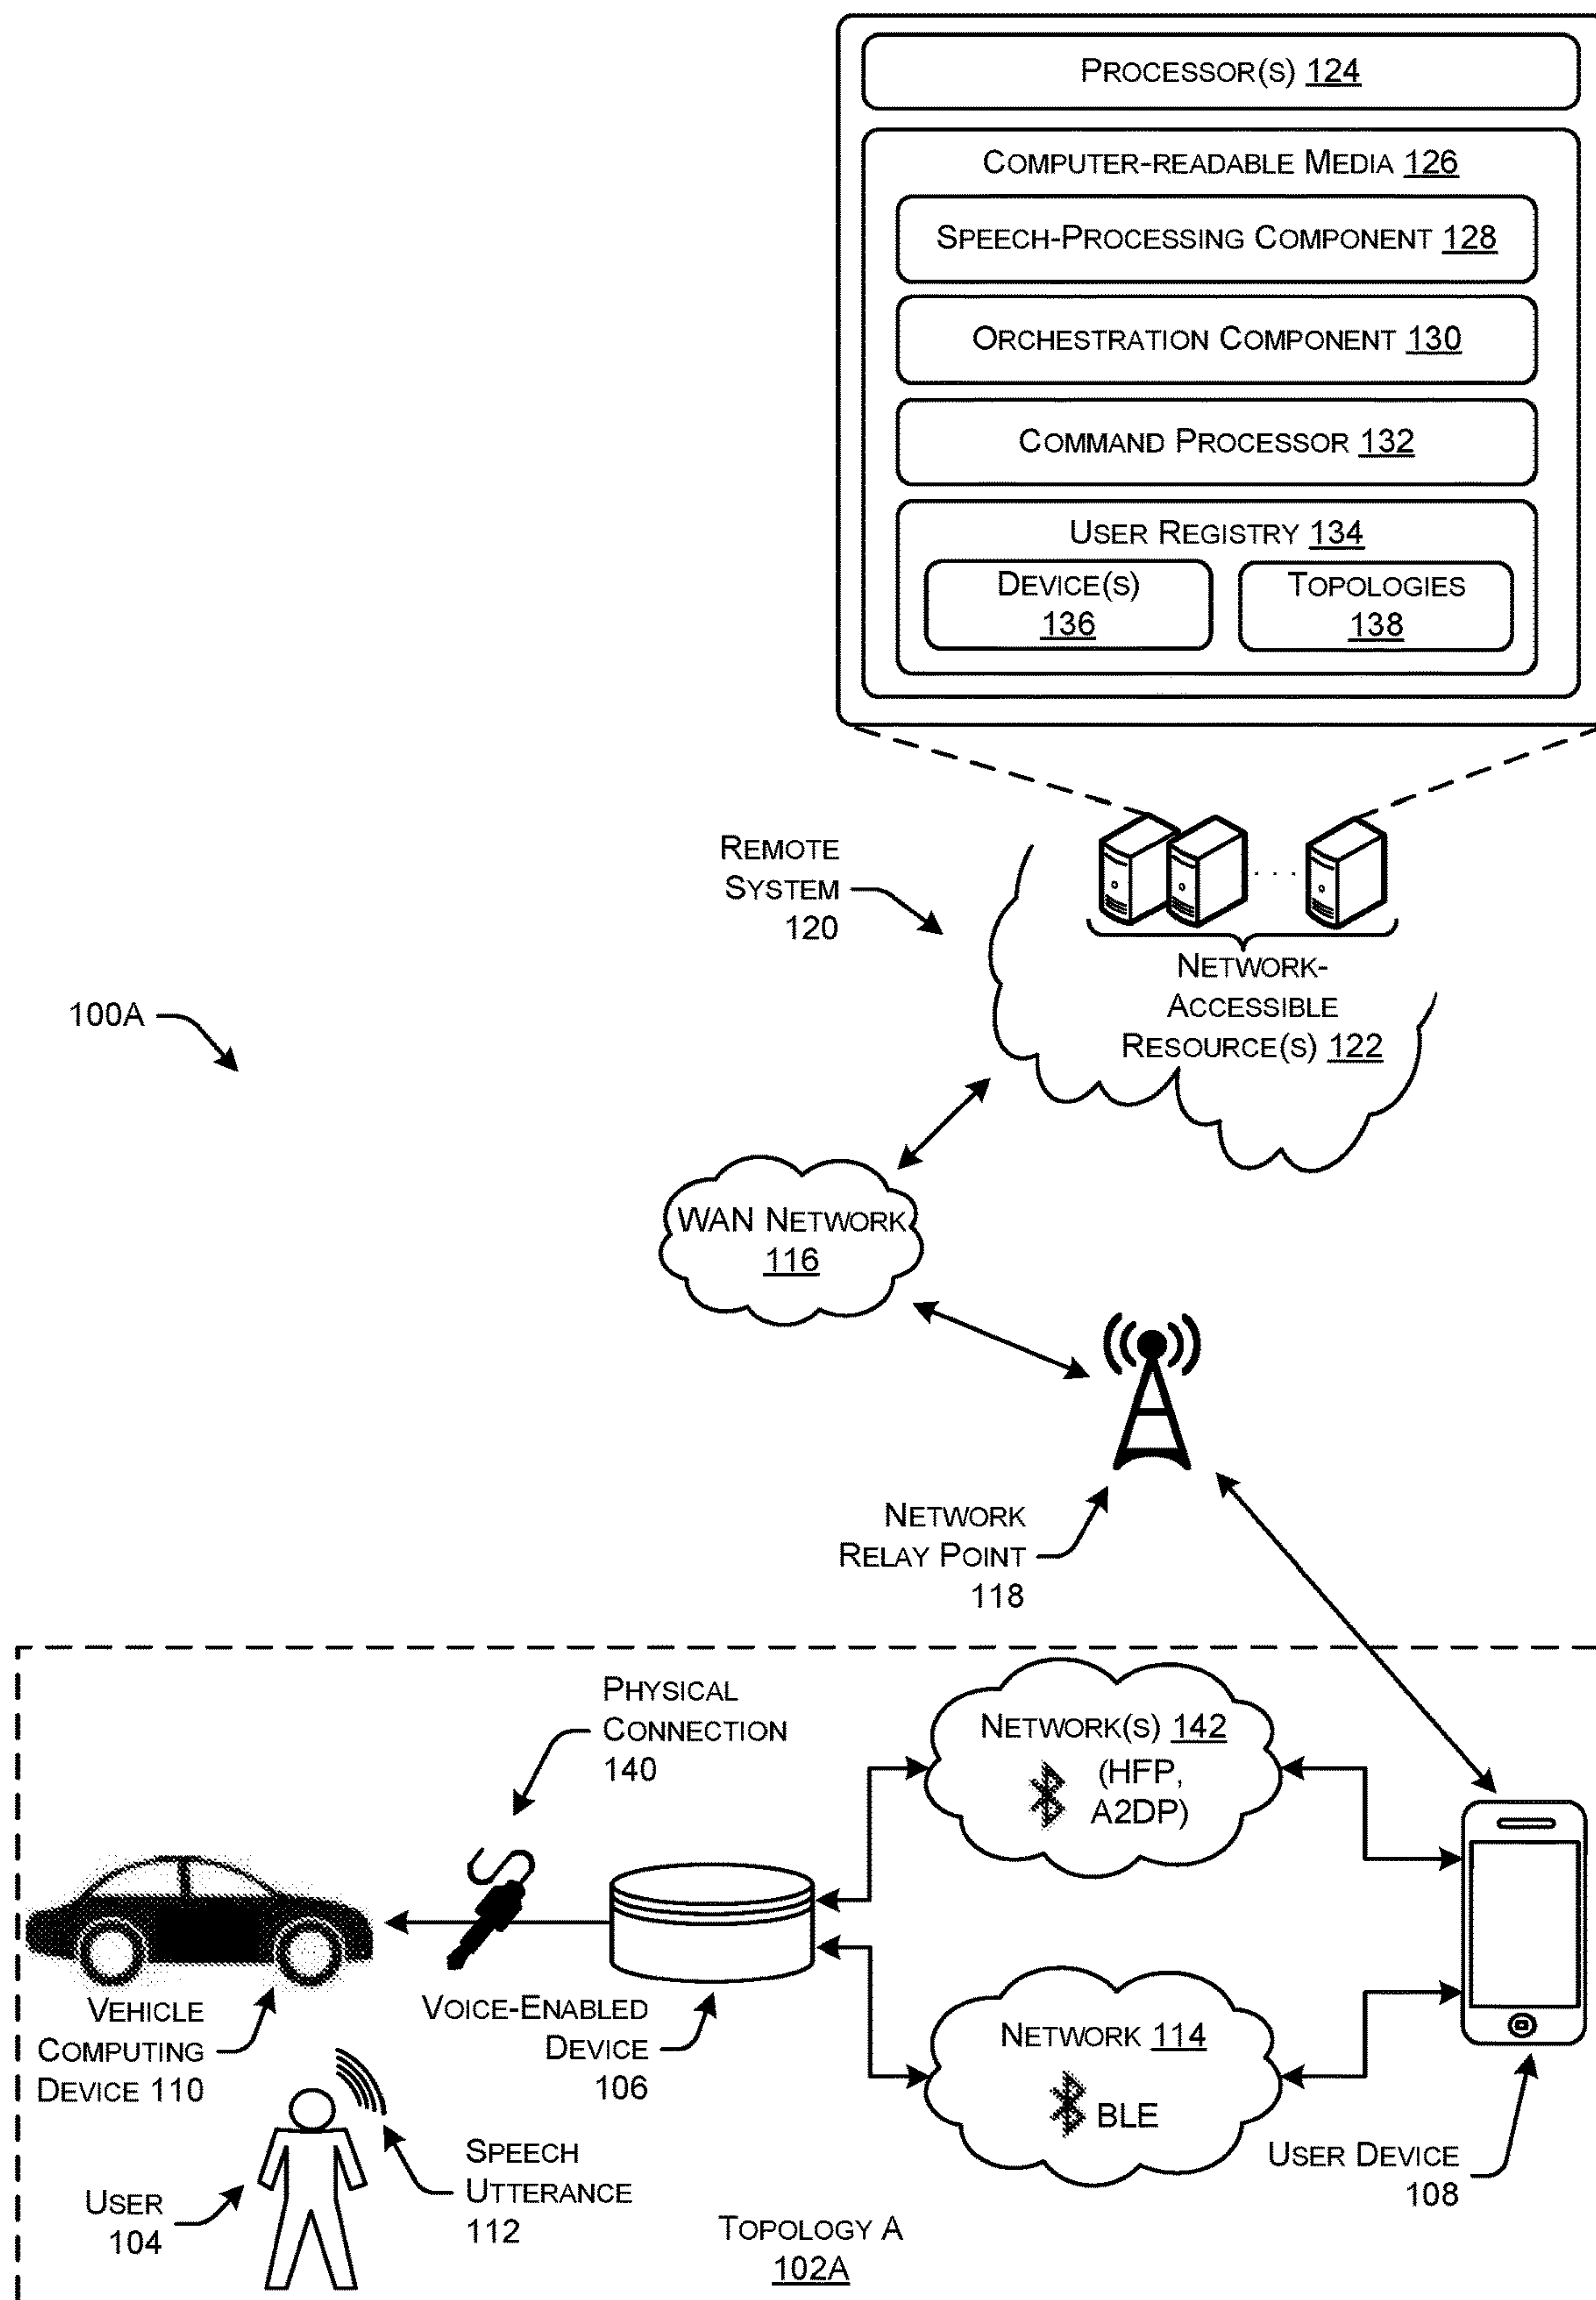 PROCESSOR(S) 124
COMPUTER-READABLE MEDIA 126
SPEECH-PROCESSING COMPONENT 128
ORCHESTRATION COMPONENT 130
COMMAND PROCESSOR 132
USER REGISTRY 134
DEVICE(S)
136
TOPOLOGIES
138
REMOTE
SYSTEM
120
NETWORK-
ACCESSIBLE
RESOURCE(S) 122
100A
WAN NETWORK
116
NETWORK
RELAY POINT
118
PHYSICAL
CONNECTION
140
NETWORK(S) 142
(HFP,
A2DP)
VEHICLE
COMPUTING
DEVICE 110
VOICE-ENABLED
DEVICE
106
NETWORK 114
BLE
USER DEVICE
108
SPEECH
UTTERANCE
112
USER
104
TOPOLOGY A
102A